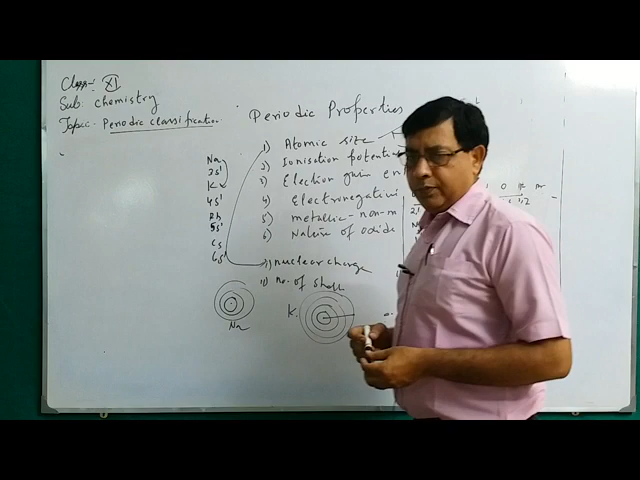 Class:- XI
Sub. chemistry
Topic- Periodic classification
Periodic Properties
1) Atomic size
2) Ionisation potential
3) Electron gain en
4) Electronegativi
5) metallic-non-m
6) Nature of oxide
i) nuclear charge
ii) no. of shell
Na
3s¹
K
4s¹
Rb
5s¹
Cs
6s¹
Na
K
O F Ne